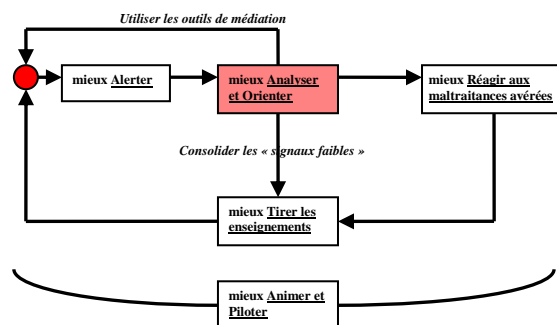 Utiliser les outils de médiation
mieux Alerter
mieux Analyser
et Orienter
mieux Réagir aux
maltraitances avérées
Consolider les « signaux faibles »
mieux Tirer les
enseignements
mieux Animer et
Piloter